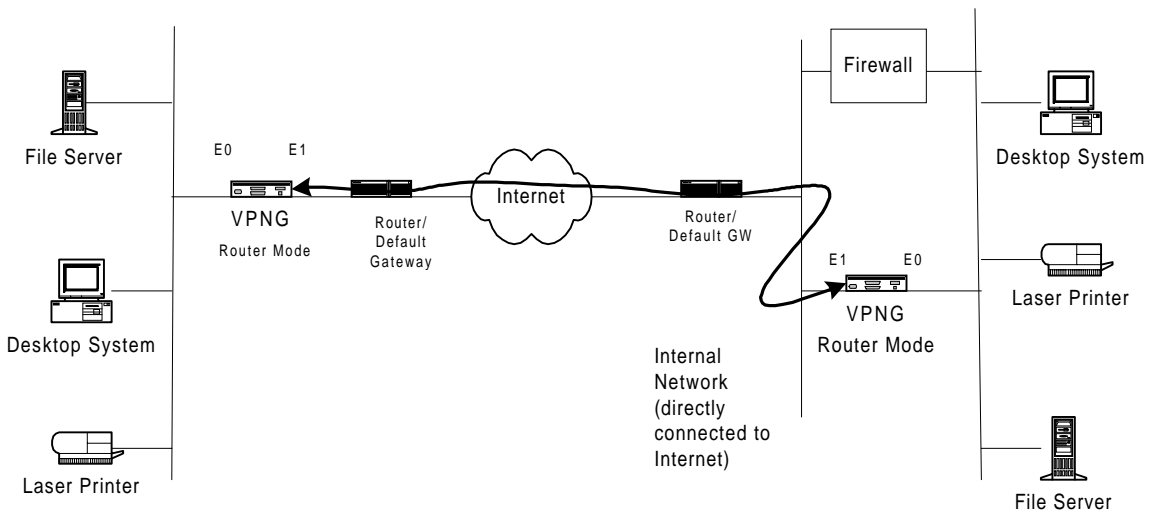 Firewall
File Server
Desktop System
E0 E1
Internet
VPNG
Router Mode
Router/
Default
Gateway
Router/
Default GW
E1 E0
Laser Printer
VPNG
Router Mode
Desktop System
Internal
Network
(directly
connected to
Internet)
Laser Printer
File Server